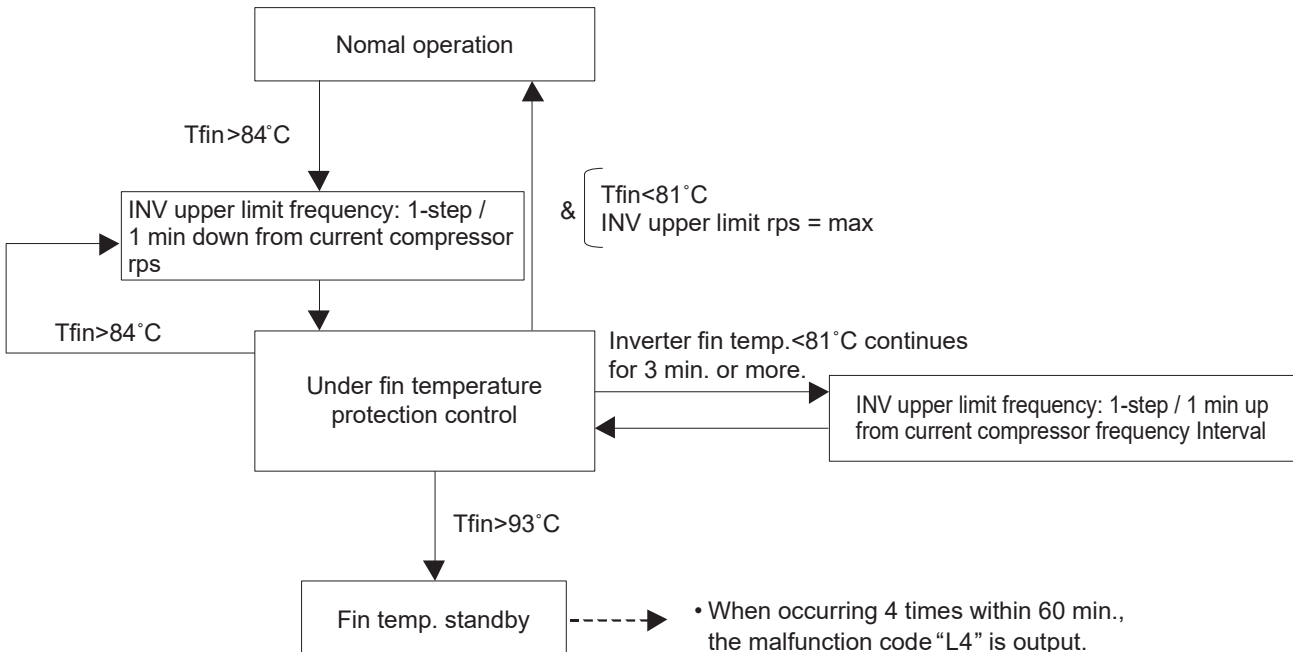 Nomal operation
Tfin>84˚C
&
Tfin<81˚C
INV upper limit rps = max
INV upper limit frequency: 1-step /
1 min down from current compressor
rps
Tfin>84˚C
Under fin temperature
protection control
Inverter fin temp.<81˚C continues
for 3 min. or more.
INV upper limit frequency: 1-step / 1 min up
from current compressor frequency Interval
Tfin>93˚C
Fin temp. standby
• When occurring 4 times within 60 min.,
the malfunction code “L4” is output.